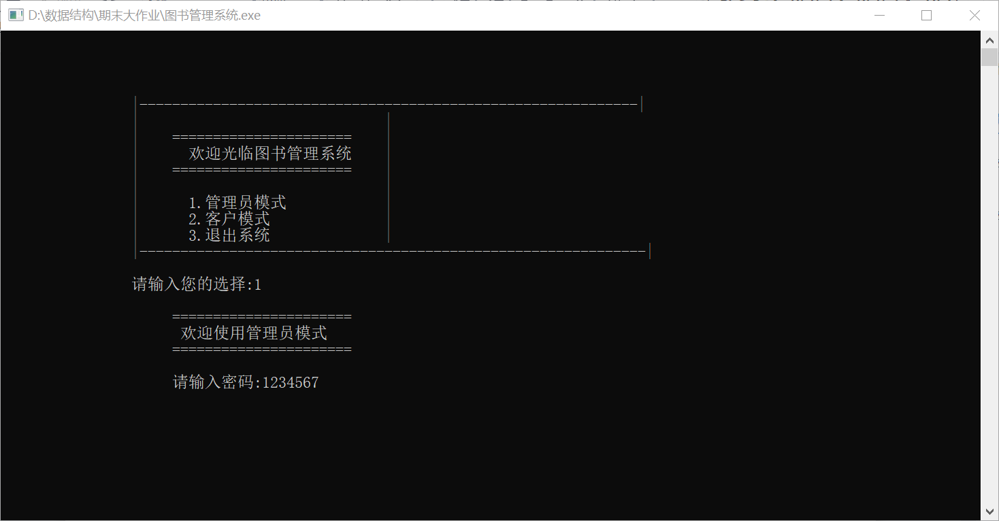 D:\数据结构\期末大作业\图书管理系统.exe
|-------------------------------------------------------------|
======================
欢迎光临图书管理系统
======================
1.管理员模式
2.客户模式
3.退出系统
|--------------------------------------------------------------|
请输入您的选择:1
======================
欢迎使用管理员模式
======================
请输入密码:1234567